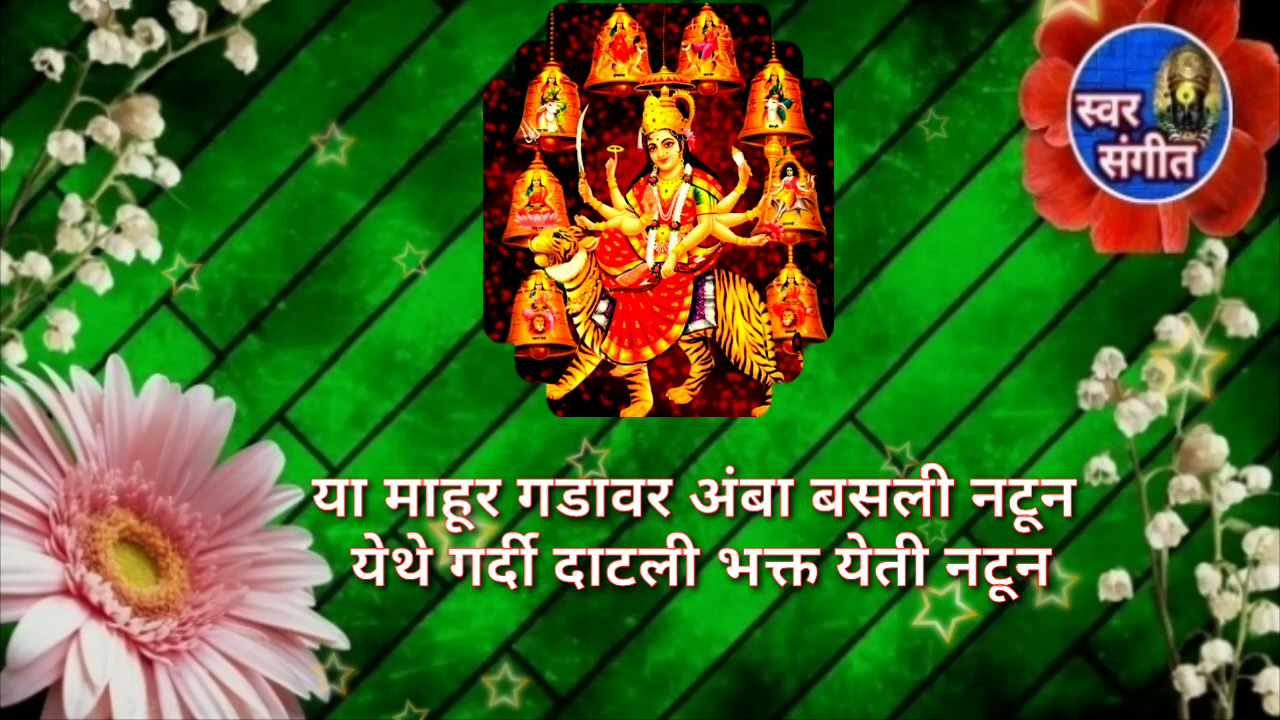 स्वर
संगीत
या माहूर गडावर अंबा बसली नटून
येथे गर्दी दाटली भक्त येती नटून